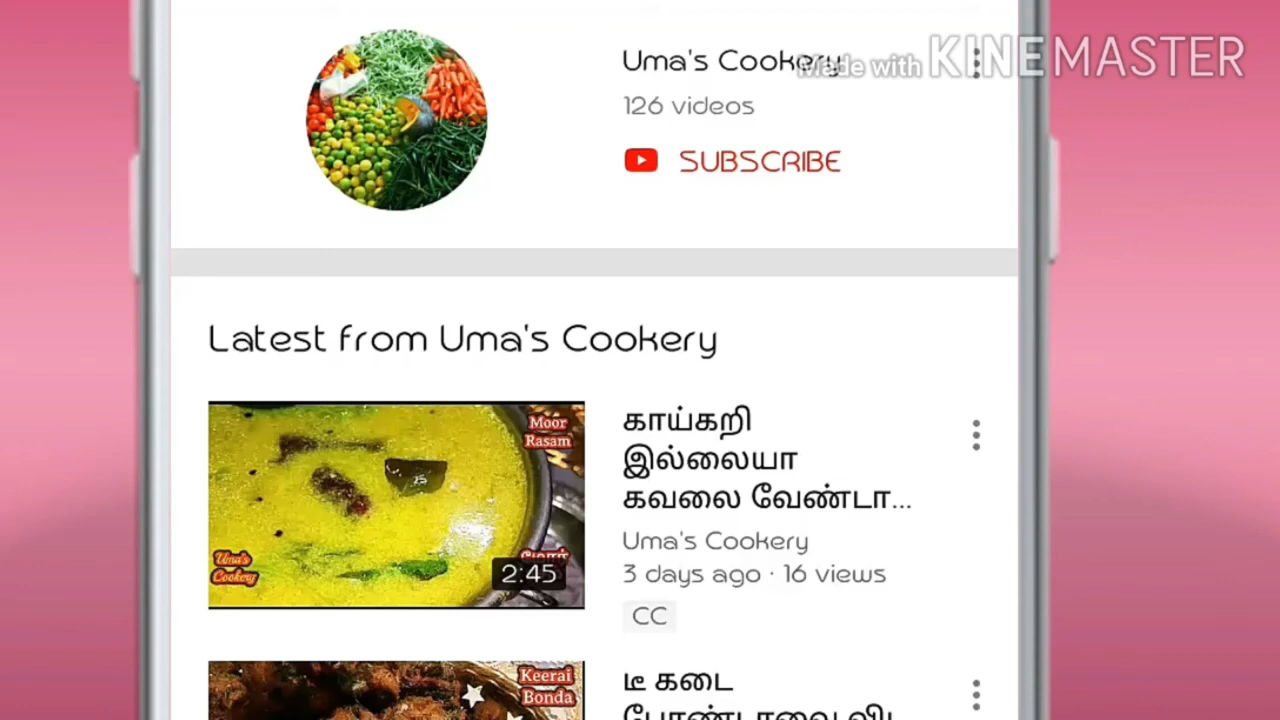 Uma's Cookery
Made with KINEMASTER
126 videos
SUBSCRIBE
Latest from Uma's Cookery
Moor
Rasam
Uma's
Cookery
2:45
காய்கறி
இல்லையா
கவலை வேண்டா...
Uma's Cookery
3 days ago · 16 views
CC
Keerai
Bonda
டீ கடை